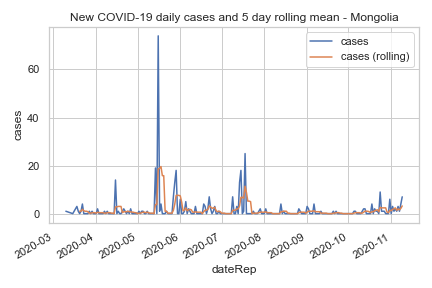 New COVID-19 daily cases and 5 day rolling mean - Mongolia
cases
cases (rolling)
cases
60
40
20
0
2020-03
2020-04
2020-05
2020-06
2020-07
2020-08
2020-09
2020-10
2020-11
dateRep